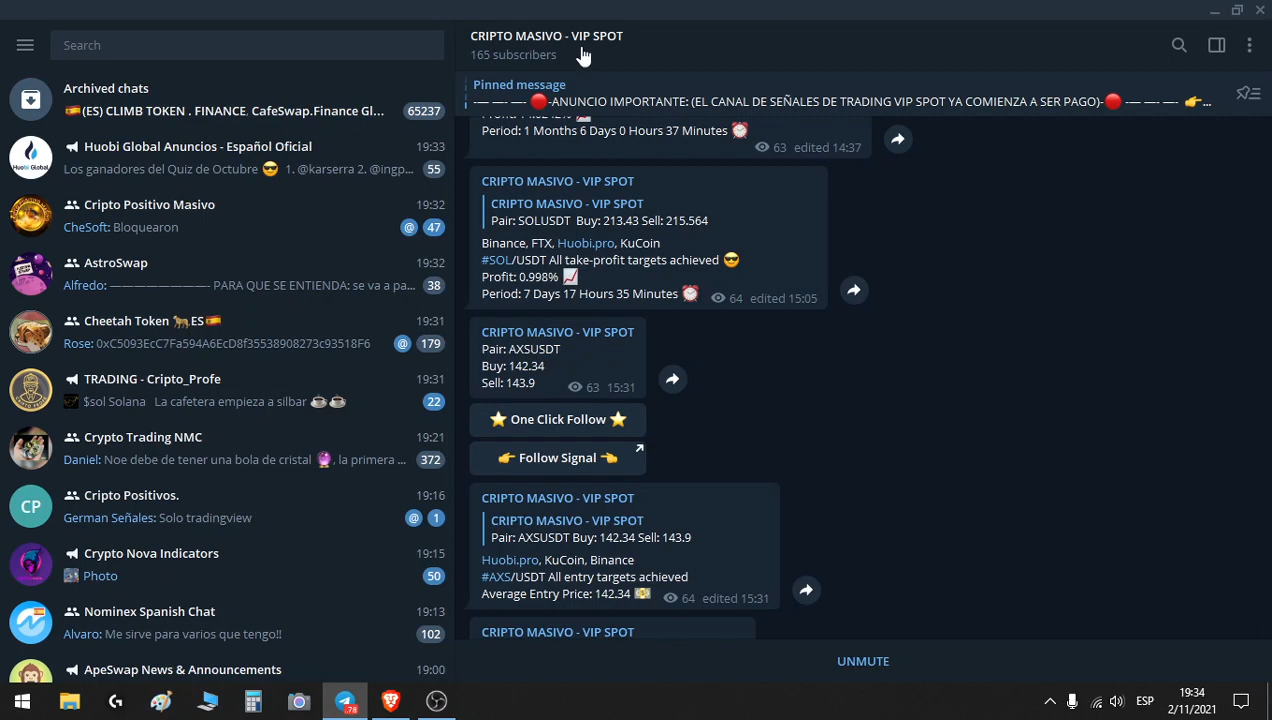 Search
Archived chats
(ES) CLIMB TOKEN . FINANCE, CafeSwap.Finance Gl...
65237
Huobi Global Anuncios - Español Oficial
19:33
Los ganadores del Quiz de Octubre 😎 1. @karserra 2. @ingp...
55
Cripto Positivo Masivo
19:32
CheSoft: Bloquearon
@
47
AstroSwap
19:32
Alfredo: ———————- PARA QUE SE ENTIENDA: se va a pa...
38
Cheetah Token 🐆ES🇪🇸
19:31
Rose: 0xC5093EcC7Fa594A6EcD8f35538908273c93518F6
@
179
TRADING - Cripto_Profe
19:31
$sol Solana La cafetera empieza a silbar ☕☕
22
Crypto Trading NMC
19:21
Daniel: Noe debe de tener una bola de cristal 🔮, la primera ...
372
CP
Cripto Positivos.
19:16
German Señales: Solo tradingview
@
1
Crypto Nova Indicators
19:15
Photo
50
Nominex Spanish Chat
19:13
Alvaro: Me sirve para varios que tengo!!
102
ApeSwap News & Announcements
19:00
CRIPTO MASIVO - VIP SPOT
165 subscribers
Pinned message
-— —- —- 🔴-ANUNCIO IMPORTANTE: (EL CANAL DE SEÑALES DE TRADING VIP SPOT YA COMIENZA A SER PAGO)-🔴 -— —- —- 👉...
Period: 1 Months 6 Days 0 Hours 37 Minutes ⏰
63 edited 14:37
CRIPTO MASIVO - VIP SPOT
CRIPTO MASIVO - VIP SPOT
Pair: SOLUSDT Buy: 213.43 Sell: 215.564
Binance, FTX, Huobi.pro, KuCoin
#SOL/USDT All take-profit targets achieved 😎
Profit: 0.998% 📈
Period: 7 Days 17 Hours 35 Minutes ⏰
64 edited 15:05
CRIPTO MASIVO - VIP SPOT
Pair: AXSUSDT
Buy: 142.34
Sell: 143.9
63 15:31
⭐ One Click Follow ⭐
👉 Follow Signal 👈
CRIPTO MASIVO - VIP SPOT
CRIPTO MASIVO - VIP SPOT
Pair: AXSUSDT Buy: 142.34 Sell: 143.9
Huobi.pro, KuCoin, Binance
#AXS/USDT All entry targets achieved
Average Entry Price: 142.34 💵
64 edited 15:31
CRIPTO MASIVO - VIP SPOT
UNMUTE
Huobi Global
.78
ESP
19:34
2/11/2021